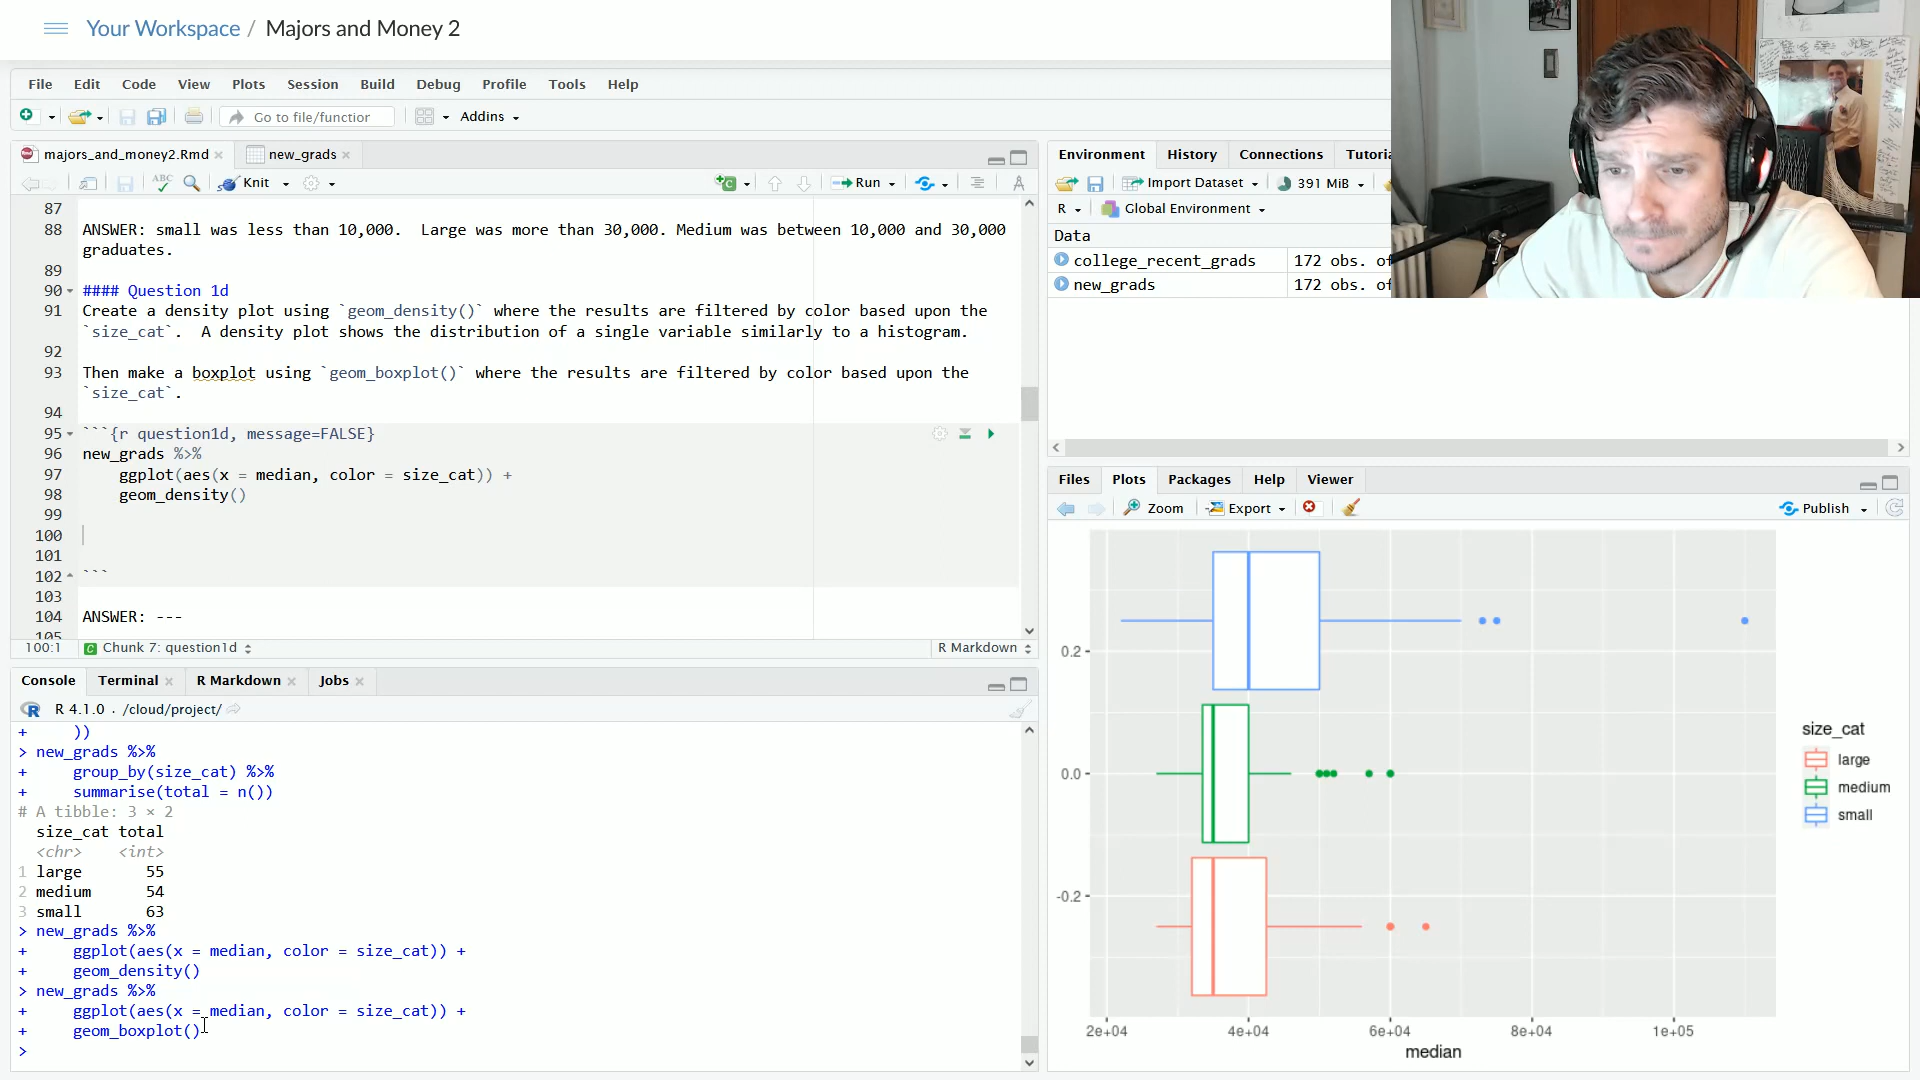 Your Workspace / Majors and Money 2
File Edit Code View Plots Session Build Debug Profile Tools Help
Go to file/function Addins
majors_and_money2.Rmd new_grads
ABC Knit Run
87
88 ANSWER: small was less than 10,000.  Large was more than 30,000. Medium was between 10,000 and 30,000
graduates.
89
90 #### Question 1d
91 Create a density plot using `geom_density()` where the results are filtered by color based upon the
`size_cat`.  A density plot shows the distribution of a single variable similarly to a histogram.
92
93 Then make a boxplot using `geom_boxplot()` where the results are filtered by color based upon the
`size_cat`.
94
95 ```{r question1d, message=FALSE}
96 new_grads %>%
97 ggplot(aes(x = median, color = size_cat)) +
98 geom_density()
99
100
101
102 ```
103
104 ANSWER: ---
105
100:1 Chunk 7: question1d R Markdown
Console Terminal R Markdown Jobs
R 4.1.0 . /cloud/project/
+ ))
> new_grads %>%
+ group_by(size_cat) %>%
+ summarise(total = n())
# A tibble: 3 × 2
size_cat total
<chr> <int>
1 large 55
2 medium 54
3 small 63
> new_grads %>%
+ ggplot(aes(x = median, color = size_cat)) +
+ geom_density()
> new_grads %>%
+ ggplot(aes(x = median, color = size_cat)) +
+ geom_boxplot()
>
Environment History Connections Tutoria
Import Dataset 391 MiB
R Global Environment
Data
college_recent_grads 172 obs. of
new_grads 172 obs. of
Files Plots Packages Help Viewer
Zoom Export Publish
0.2
0.0
-0.2
2e+04 4e+04 6e+04 8e+04 1e+05
median
size_cat
large
medium
small